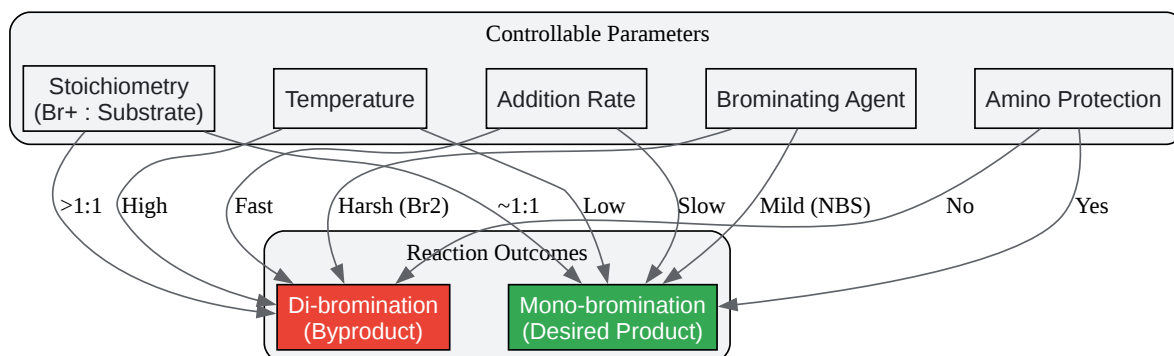 Controllable Parameters
Stoichiometry
(Br+ : Substrate)
Temperature
Addition Rate
Brominating Agent
Amino Protection
>1:1
High
Fast
Harsh (Br2)
~1:1
Low
Slow
Mild (NBS)
No
Yes
Reaction Outcomes
Di-bromination
(Byproduct)
Mono-bromination
(Desired Product)